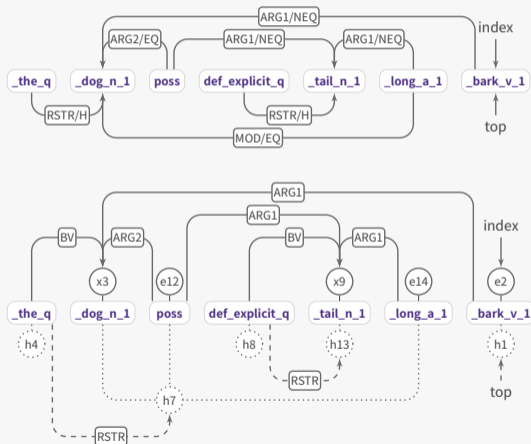 ARG1/NEQ
index
ARG2/EQ ARG1/NEQ ARG1/NEQ
_the_q _dog_n_1 poss def_explicit_q _tail_n_1 _long_a_1 _bark_v_1
RSTR/H RSTR/H
top
MOD/EQ
ARG1
ARG1
index
BV ARG2 BV ARG1
x3 e12 x9 e14 e2
_the_q _dog_n_1 poss def_explicit_q _tail_n_1 _long_a_1 _bark_v_1
h4 h8 h13 h1
RSTR
top
h7
RSTR